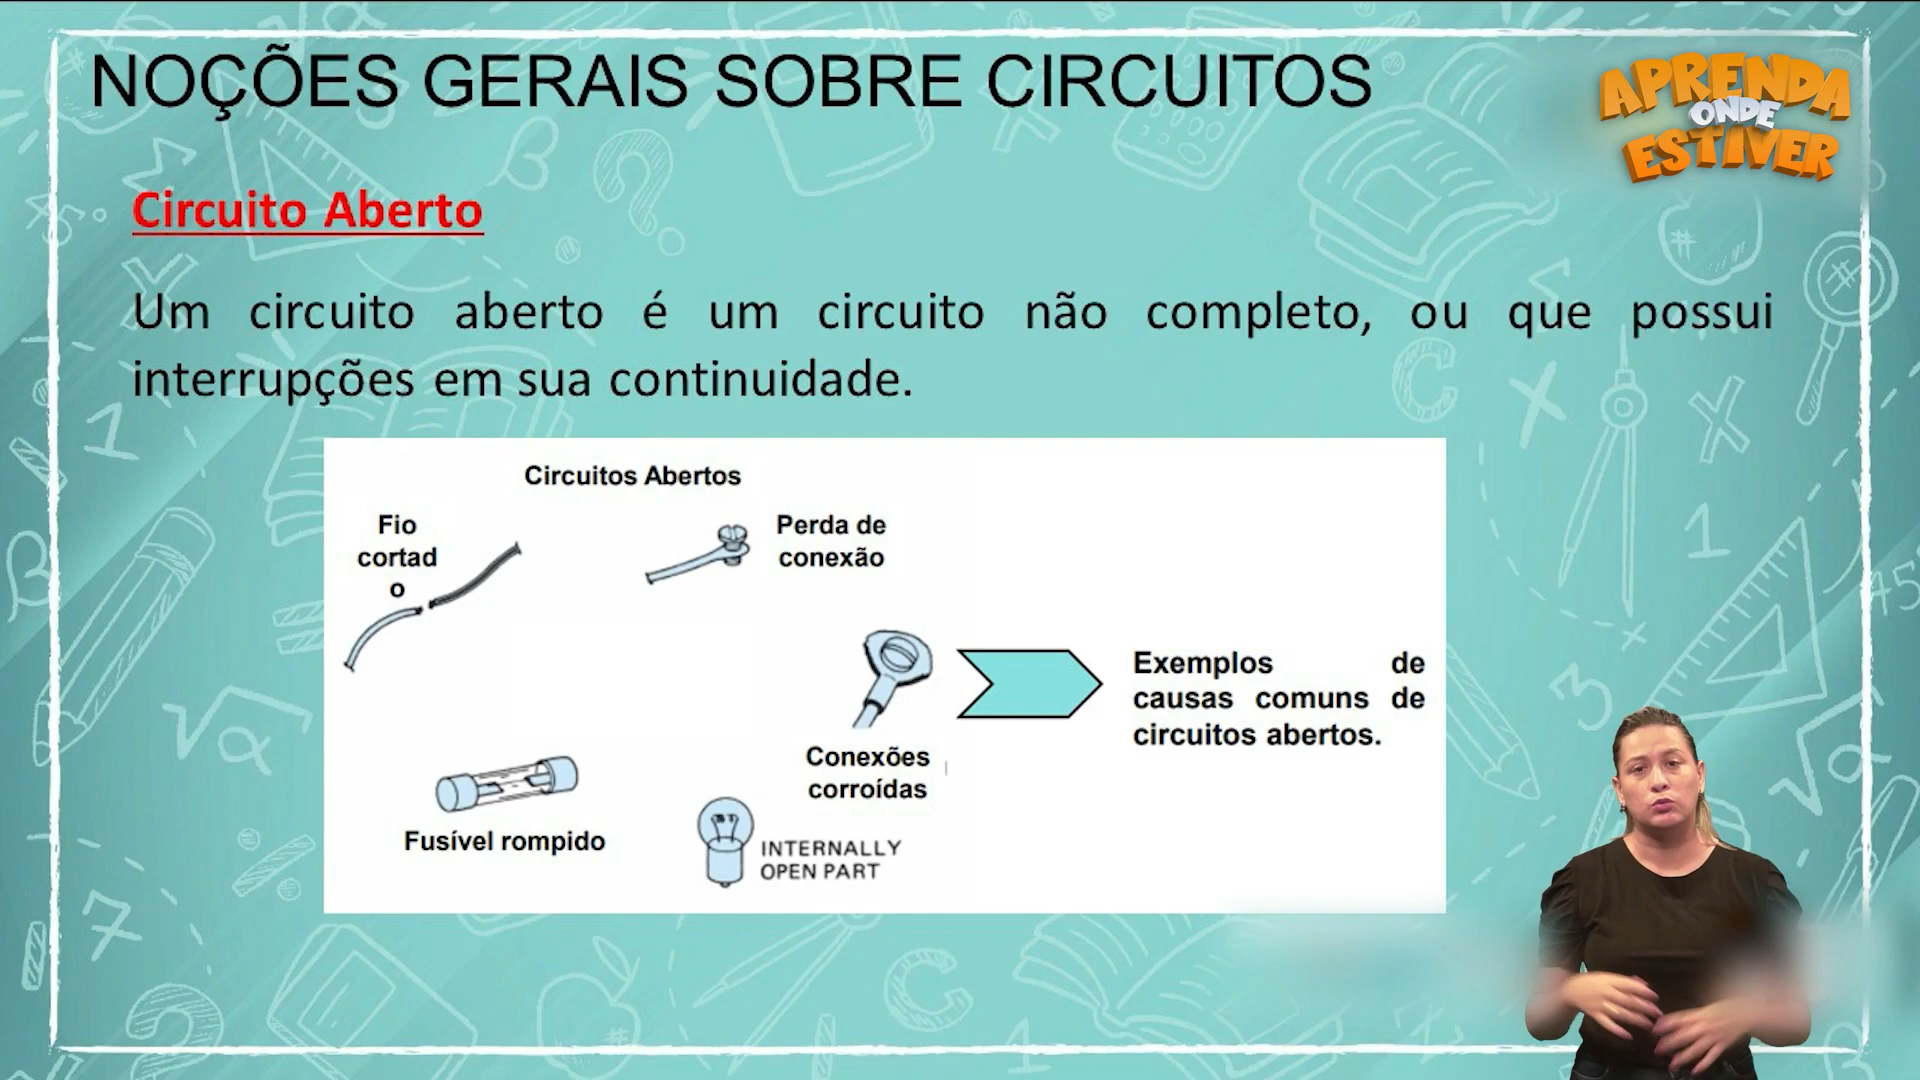 NOÇÕES GERAIS SOBRE CIRCUITOS
APRENDA
ONDE
ESTIVER
Circuito Aberto
Um circuito aberto é um circuito não completo, ou que possui
interrupções em sua continuidade.
Circuitos Abertos
Fio
cortad
o
Perda de
conexão
Exemplos de
causas comuns de
circuitos abertos.
Conexões
corroídas
Fusível rompido
INTERNALLY
OPEN PART